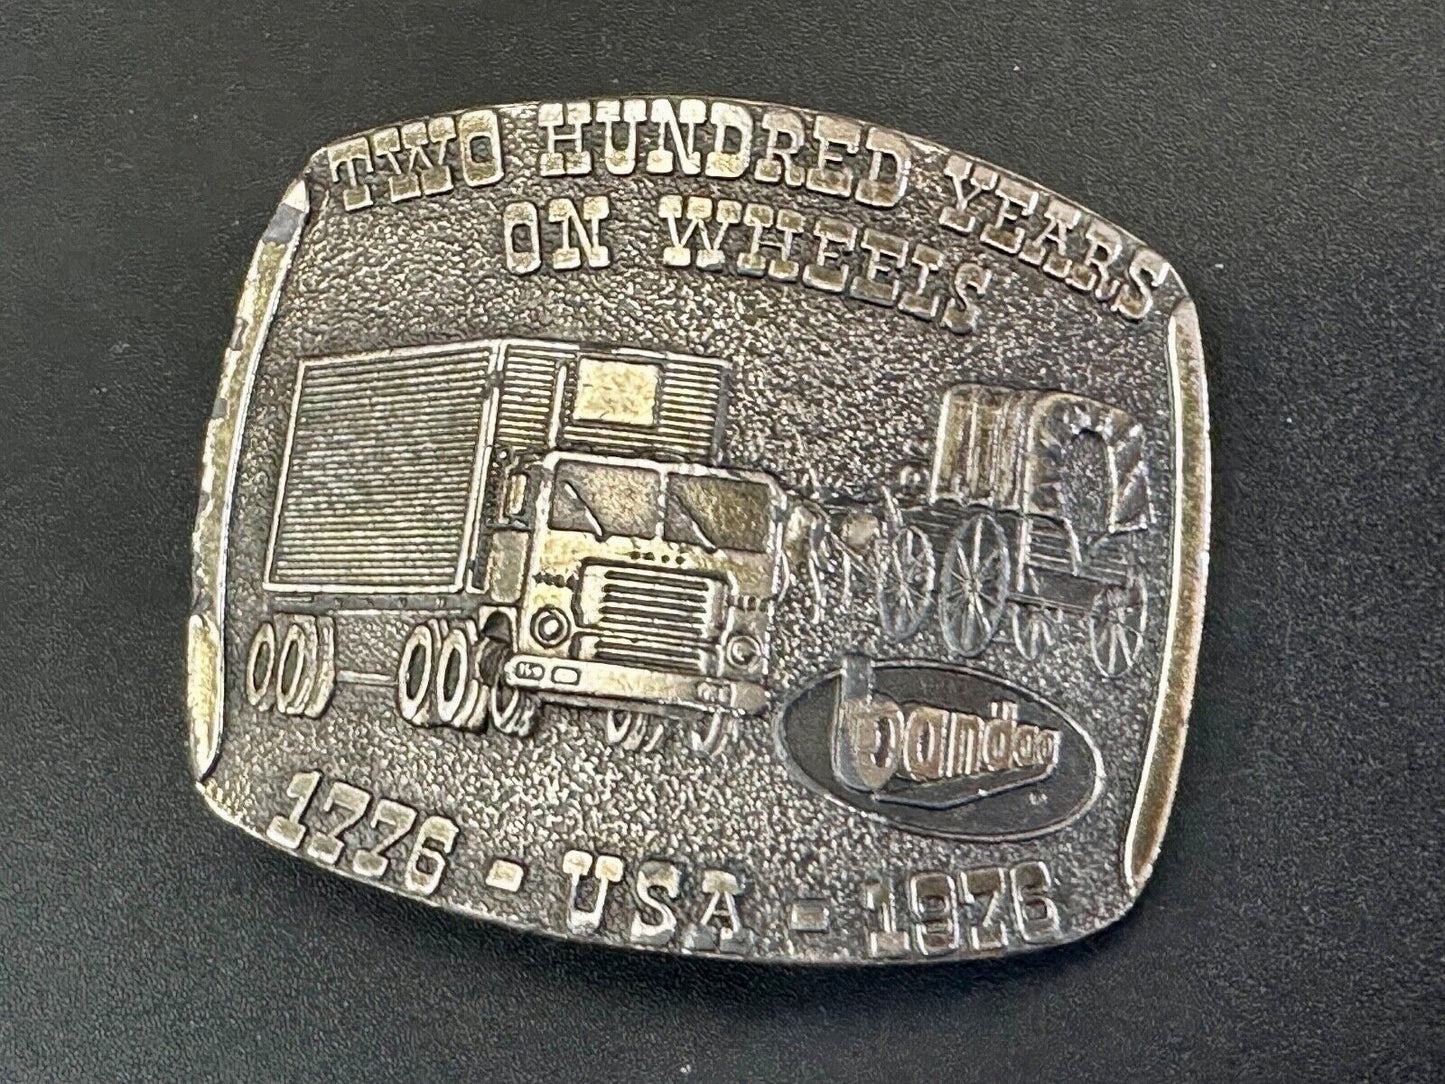 TWO HUNDRED YEARS
ON WHEELS
bandag
1776 - USA - 1976